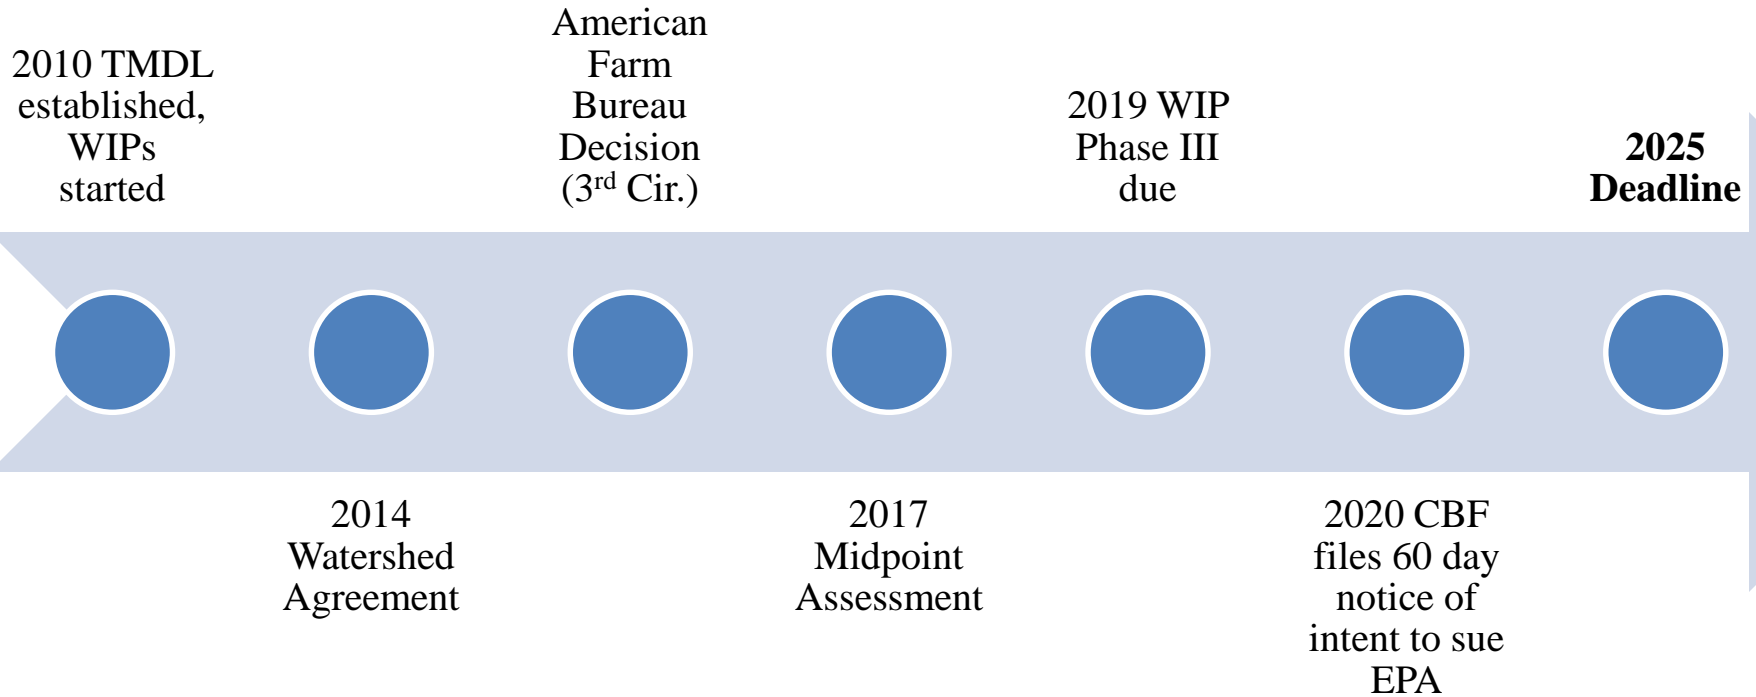 2010 TMDL
established,
WIPs
started
2014
Watershed
Agreement
American
Farm
Bureau
Decision
(3rd Cir.)
2017
Midpoint
Assessment
2019 WIP
Phase III
due
2020 CBF
files 60 day
notice of
intent to sue
EPA
2025
Deadline